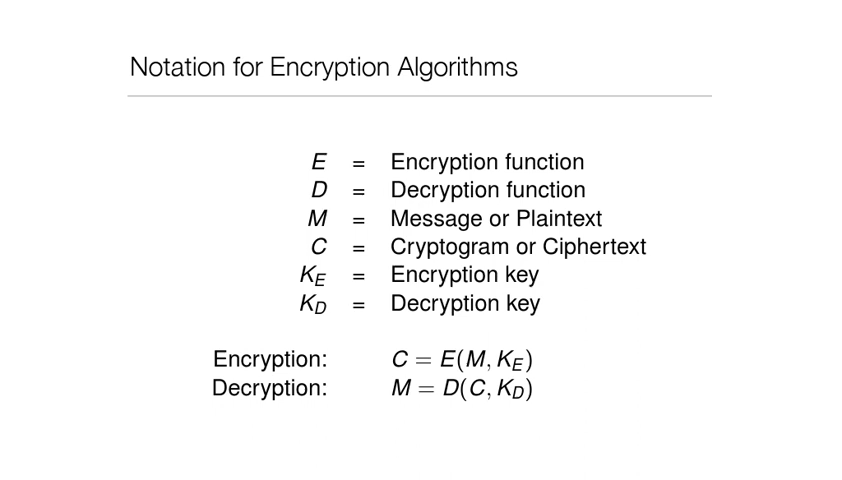 Notation for Encryption Algorithms
E = Encryption function
D = Decryption function
M = Message or Plaintext
C = Cryptogram or Ciphertext
K_E = Encryption key
K_D = Decryption key
Encryption: C = E(M, K_E)
Decryption: M = D(C, K_D)